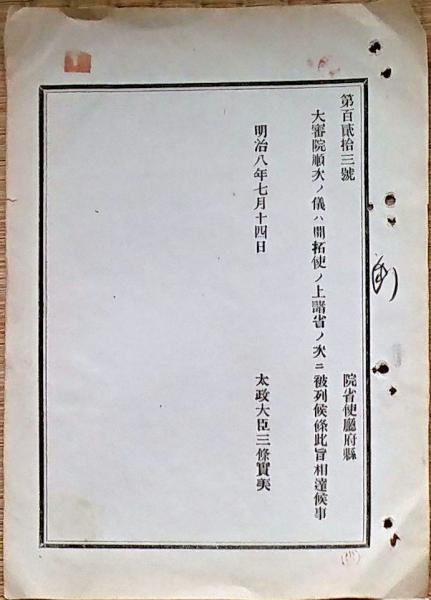 第百貳拾三號
院省使廳府縣
大審院順次ノ儀ハ開拓使ノ上諸省ノ次ニ被列候條此旨相達候事
明治八年七月十四日
太政大臣三條實美